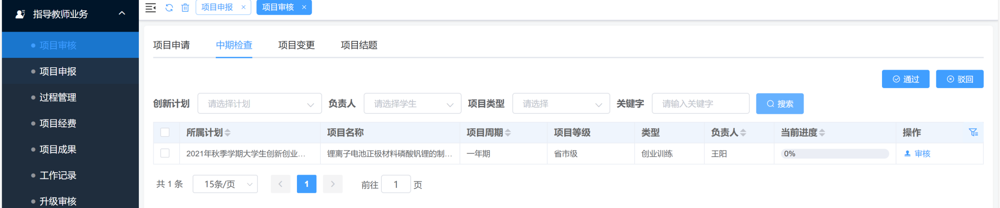 指导教师业务
项目审核
项目申报
过程管理
项目经费
项目成果
工作记录
升级审核
项目申报 × 项目审核 ×
项目申请 中期检查 项目变更 项目结题
通过 驳回
创新计划 请选择计划 负责人 请选择学生 项目类型 请选择 关键字 请输入关键字 搜索
所属计划 项目名称 项目周期 项目等级 类型 负责人 当前进度 操作
2021年秋季学期大学生创新创业... 锂离子电池正极材料磷酸钒锂的制... 一年期 省市级 创业训练 王阳 0% 审核
共 1 条 15条/页 < 1 > 前往 1 页